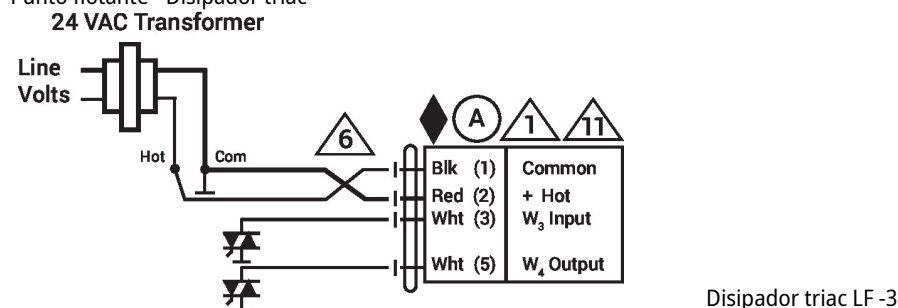 Punto flotante - Disipador triac
24 VAC Transformer
Line
Volts
Hot
Com
6
A
1
11
Blk (1) Common
Red (2) + Hot
Wht (3) W3 Input
Wht (5) W4 Output
Disipador triac LF -3